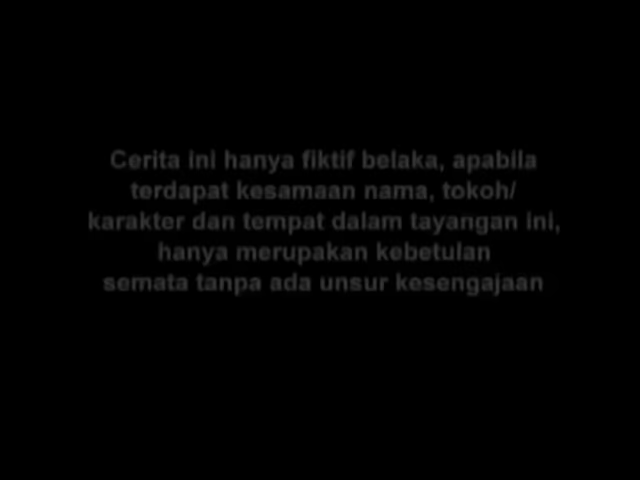 Cerita ini hanya fiktif belaka, apabila
terdapat kesamaan nama, tokoh/
karakter dan tempat dalam tayangan ini,
hanya merupakan kebetulan
semata tanpa ada unsur kesengajaan